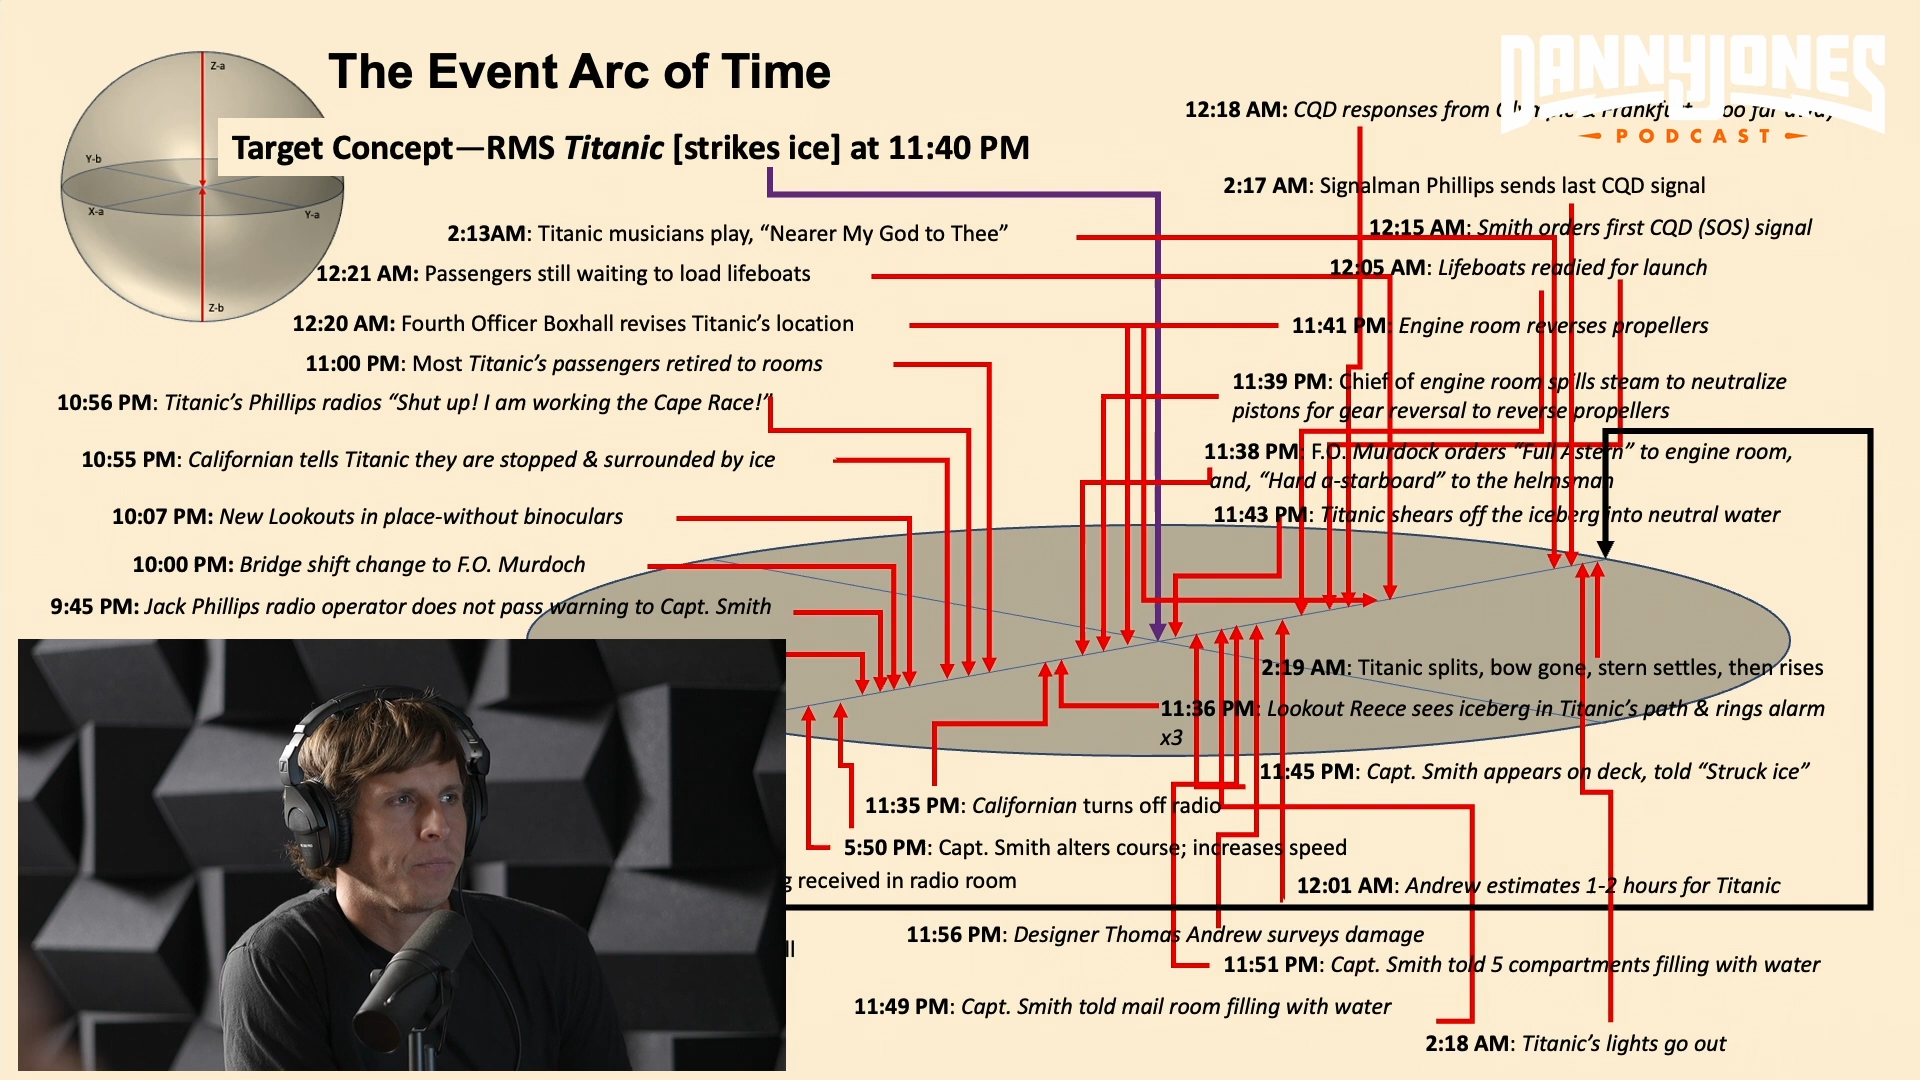 The Event Arc of Time
DANNY JONES
PODCAST
Z-a
Y-b
X-a
Y-a
Z-b
Target Concept—RMS Titanic [strikes ice] at 11:40 PM
12:18 AM: CQD responses from & Frankfurt far
2:17 AM: Signalman Phillips sends last CQD signal
2:13AM: Titanic musicians play, “Nearer My God to Thee”
12:15 AM: Smith orders first CQD (SOS) signal
12:21 AM: Passengers still waiting to load lifeboats
12:05 AM: Lifeboats readied for launch
12:20 AM: Fourth Officer Boxhall revises Titanic’s location
11:41 PM: Engine room reverses propellers
11:00 PM: Most Titanic’s passengers retired to rooms
11:39 PM: Chief of engine room spills steam to neutralize
pistons for gear reversal to reverse propellers
10:56 PM: Titanic’s Phillips radios “Shut up! I am working the Cape Race!”
11:38 PM: F.O. Murdock orders “Full Astern” to engine room,
and, “Hard a-starboard” to the helmsman
10:55 PM: Californian tells Titanic they are stopped & surrounded by ice
11:43 PM: Titanic shears off the iceberg into neutral water
10:07 PM: New Lookouts in place-without binoculars
10:00 PM: Bridge shift change to F.O. Murdoch
9:45 PM: Jack Phillips radio operator does not pass warning to Capt. Smith
2:19 AM: Titanic splits, bow gone, stern settles, then rises
11:36 PM: Lookout Reece sees iceberg in Titanic’s path & rings alarm
x3
11:45 PM: Capt. Smith appears on deck, told “Struck ice”
11:35 PM: Californian turns off radio
5:50 PM: Capt. Smith alters course; increases speed
received in radio room
12:01 AM: Andrew estimates 1-2 hours for Titanic
11:56 PM: Designer Thomas Andrew surveys damage
11:51 PM: Capt. Smith told 5 compartments filling with water
11:49 PM: Capt. Smith told mail room filling with water
2:18 AM: Titanic’s lights go out